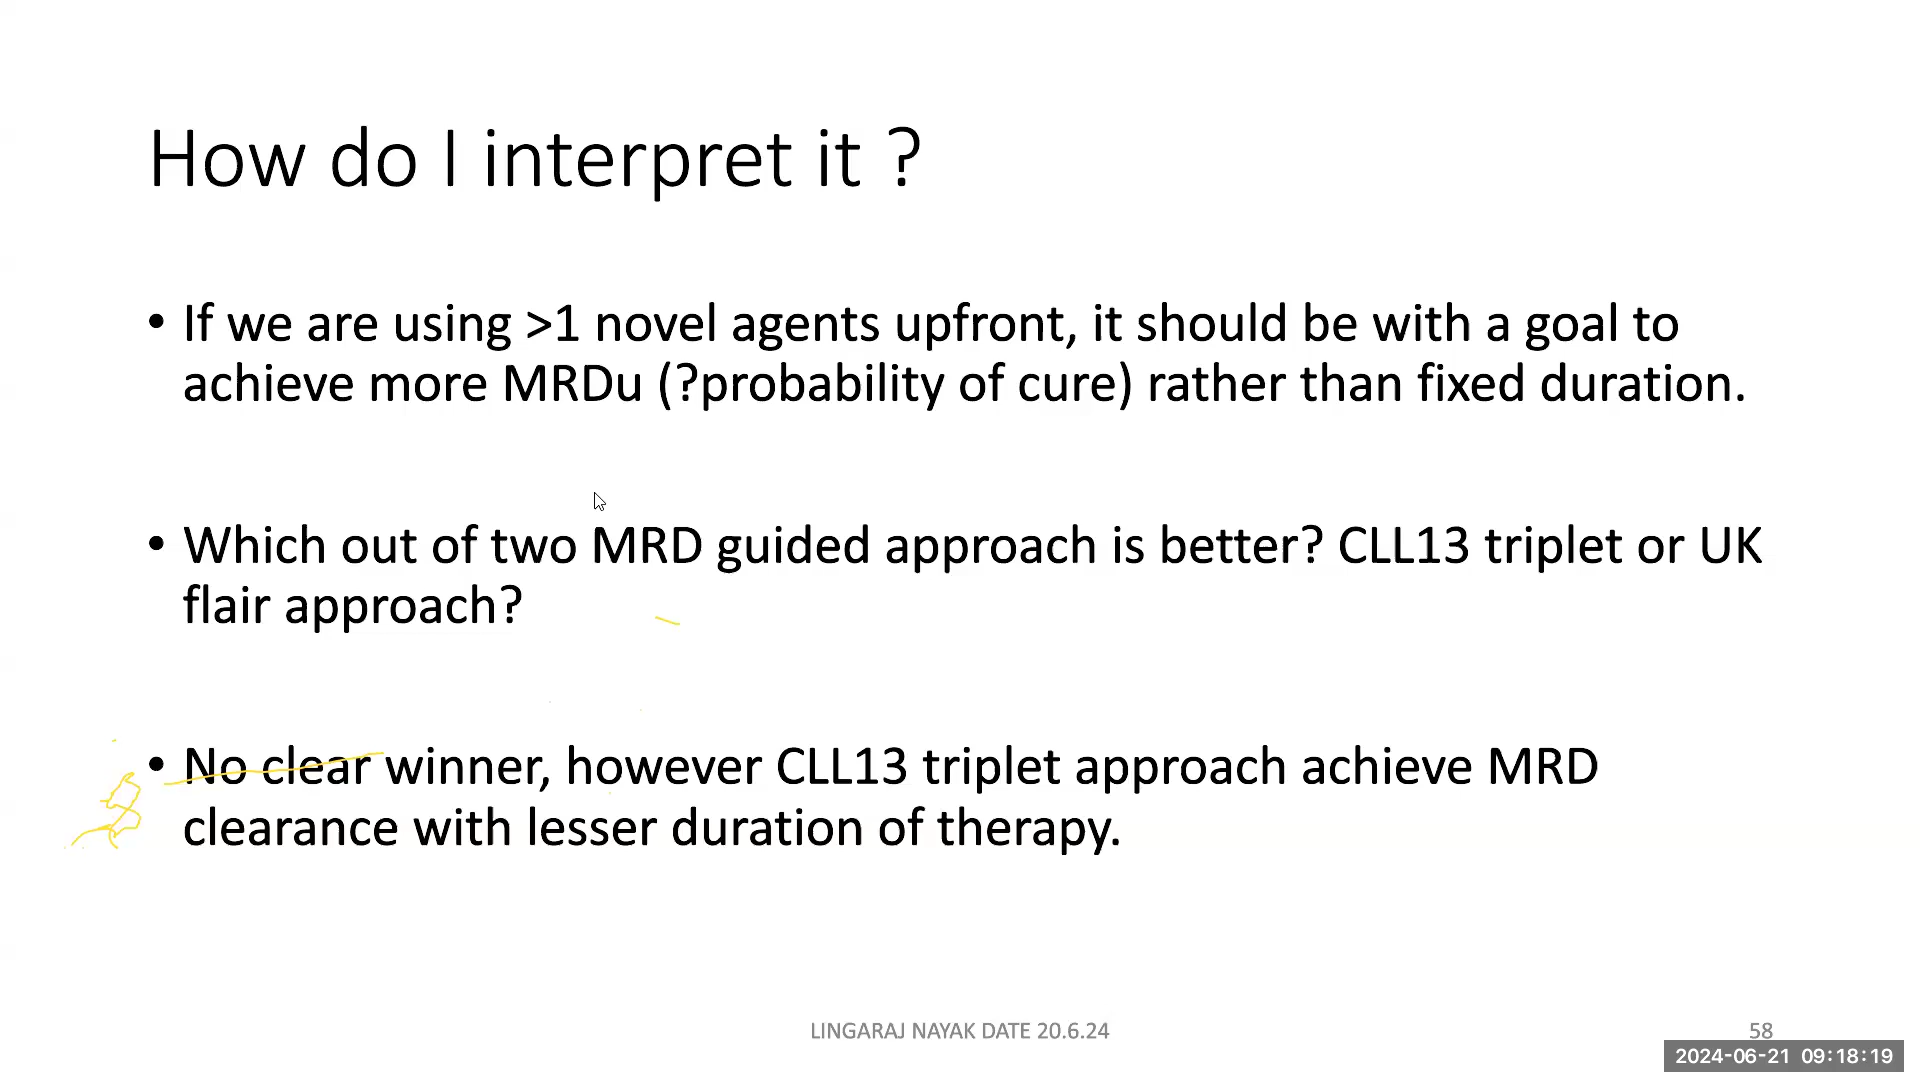 How do I interpret it ?
• If we are using >1 novel agents upfront, it should be with a goal to
achieve more MRDu (?probability of cure) rather than fixed duration.
• Which out of two MRD guided approach is better? CLL13 triplet or UK
flair approach?
• No clear winner, however CLL13 triplet approach achieve MRD
clearance with lesser duration of therapy.
LINGARAJ NAYAK DATE 20.6.24
58
2024-06-21 09:18:19